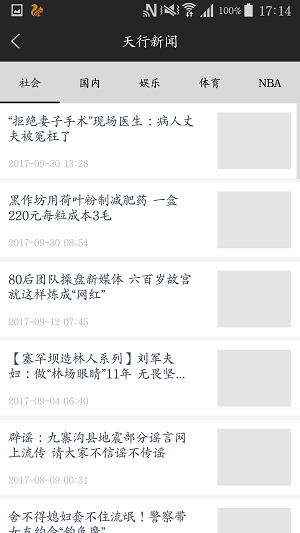 100% 17:14
天行新闻
社会 国内 娱乐 体育 NBA
“拒绝妻子手术”现场医生：病人丈
夫被冤枉了
2017-09-30 13:28
黑作坊用荷叶粉制减肥药 一盒
220元每粒成本3毛
2017-09-30 08:54
80后团队操盘新媒体 六百岁故宫
就这样炼成“网红”
2017-09-12 07:45
【塞罕坝造林人系列】刘军夫
妇：做“林场眼睛”11年 无畏坚...
2017-09-04 06:40
辟谣：九寨沟县地震部分谣言网
上流传 请大家不信谣不传谣
2017-08-09 00:31
舍不得媳妇套不住流氓！警察带
女友约会“钓色魔”